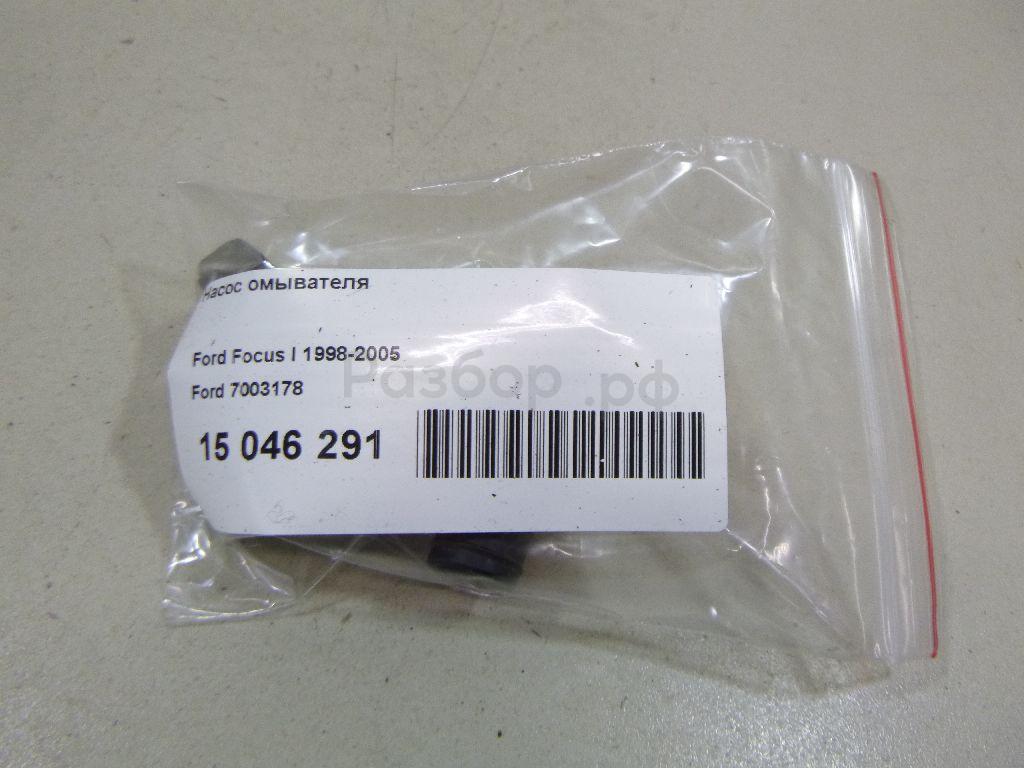 Насос омывателя
Ford Focus I 1998-2005
Ford 7003178
Разбор.рф
15 046 291